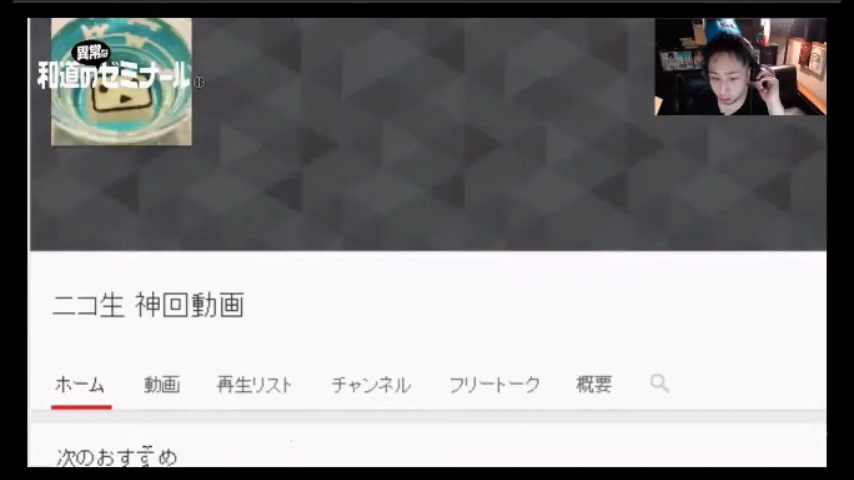 異常な
和道のゼミナール
ニコ生 神回動画
ホーム 動画 再生リスト チャンネル フリートーク 概要
次のおすすめ